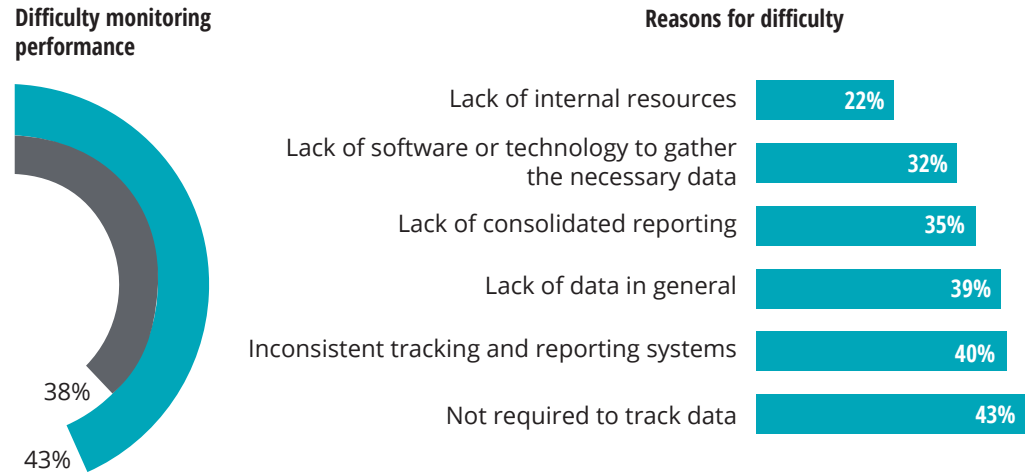 Difficulty monitoring
performance
38%
43%
Reasons for difficulty
Lack of internal resources
22%
Lack of software or technology to gather
the necessary data
32%
Lack of consolidated reporting
35%
Lack of data in general
39%
Inconsistent tracking and reporting systems
40%
Not required to track data
43%